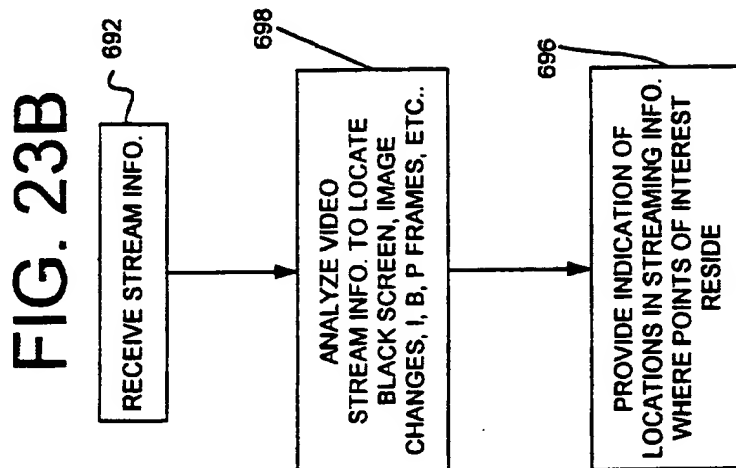 FIG. 23B
692
RECEIVE STREAM INFO.
698
ANALYZE VIDEO
STREAM INFO. TO LOCATE
BLACK SCREEN, IMAGE
CHANGES, I, B, P FRAMES, ETC..
696
PROVIDE INDICATION OF
LOCATIONS IN STREAMING INFO.
WHERE POINTS OF INTEREST
RESIDE